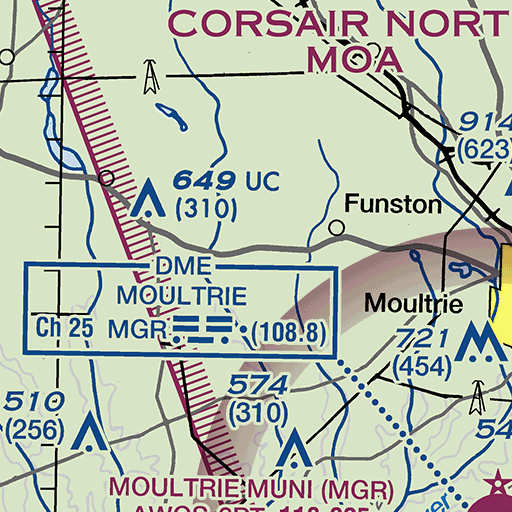 CORSAIR NORT
MOA
914
(623)
649 UC
(310)
Funston
DME
MOULTRIE
Ch 25 MGR (108.8)
Moultrie
721
(454)
574
(310)
510
(256)
54
MOULTRIE MUNI (MGR)